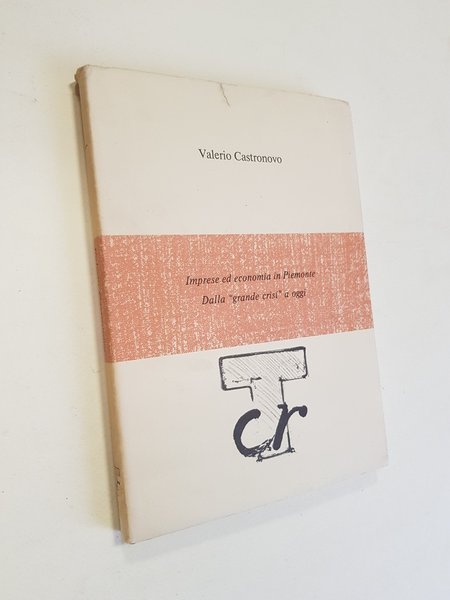 Valerio Castronovo
Imprese ed economia in Piemonte
Dalla "grande crisi" a oggi
T
cr